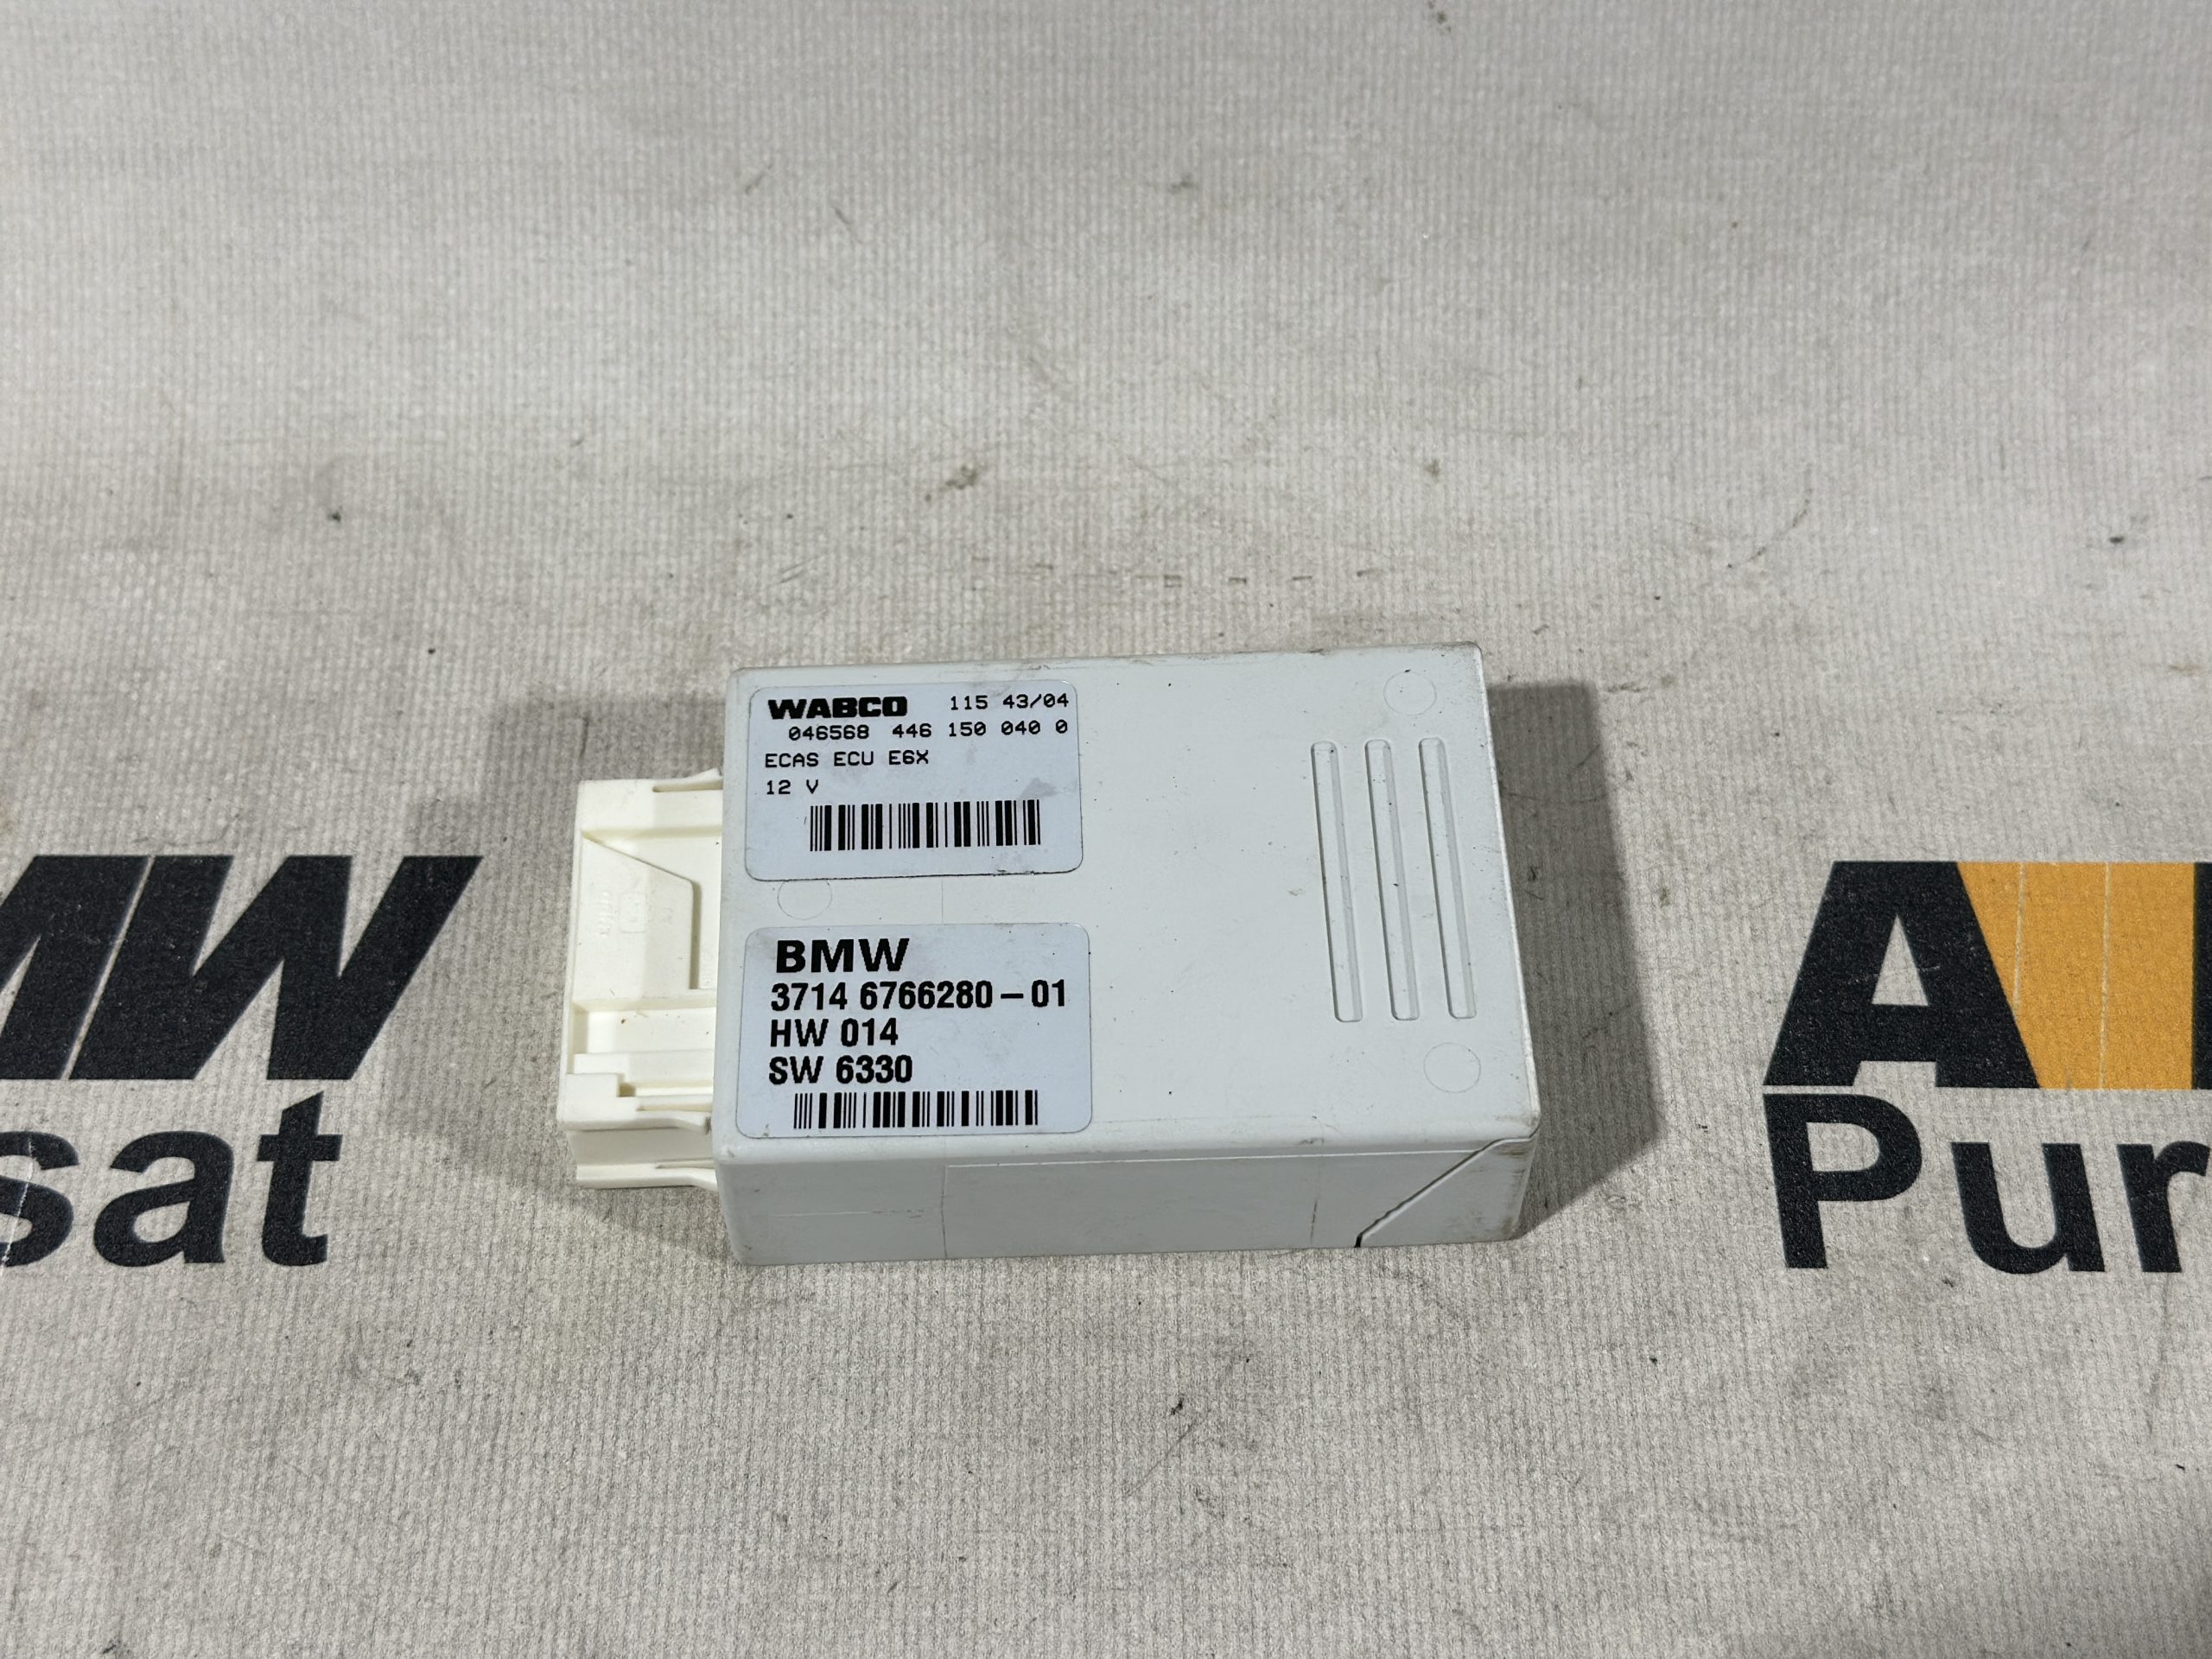 WABCO 115 43/04
046568 446 150 040 0
ECAS ECU E6X
12 V
BMW
3714 6766280-01
HW 014
SW 6330
MW
sat
A
Pur